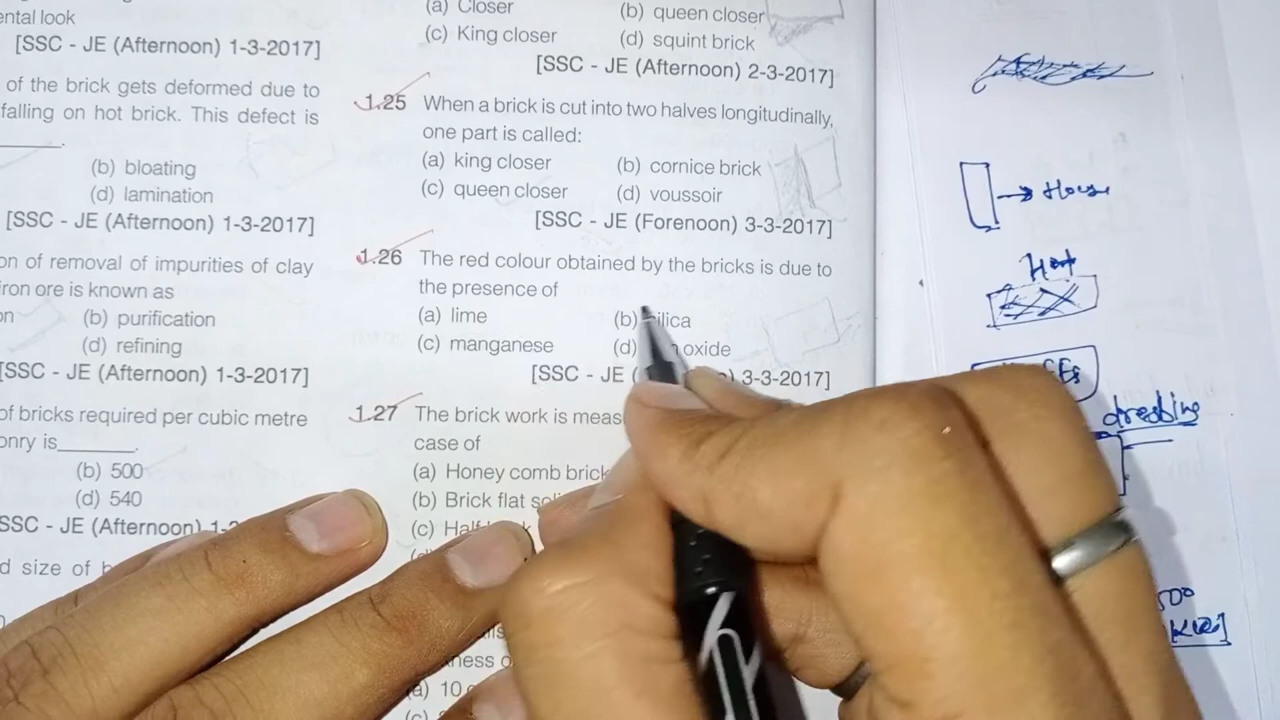 ental look
[SSC - JE (Afternoon) 1-3-2017]
of the brick gets deformed due to
falling on hot brick. This defect is
______.
(b) bloating
(d) lamination
[SSC - JE (Afternoon) 1-3-2017]
on of removal of impurities of clay
iron ore is known as
on (b) purification
(d) refining
[SSC - JE (Afternoon) 1-3-2017]
of bricks required per cubic metre
onry is______.
(b) 500
(d) 540
SSC - JE (Afternoon) 1-
d size of
(a) Closer (b) queen closer
(c) King closer (d) squint brick
[SSC - JE (Afternoon) 2-3-2017]
1.25 When a brick is cut into two halves longitudinally,
one part is called:
(a) king closer (b) cornice brick
(c) queen closer (d) voussoir
[SSC - JE (Forenoon) 3-3-2017]
1.26 The red colour obtained by the bricks is due to
the presence of
(a) lime (b) silica
(c) manganese (d) oxide
[SSC - JE ( ) 3-3-2017]
1.27 The brick work is meas
case of
(a) Honey comb brick
(b) Brick flat
(c) Half
ness
(a) 10
(c)
dressing
500